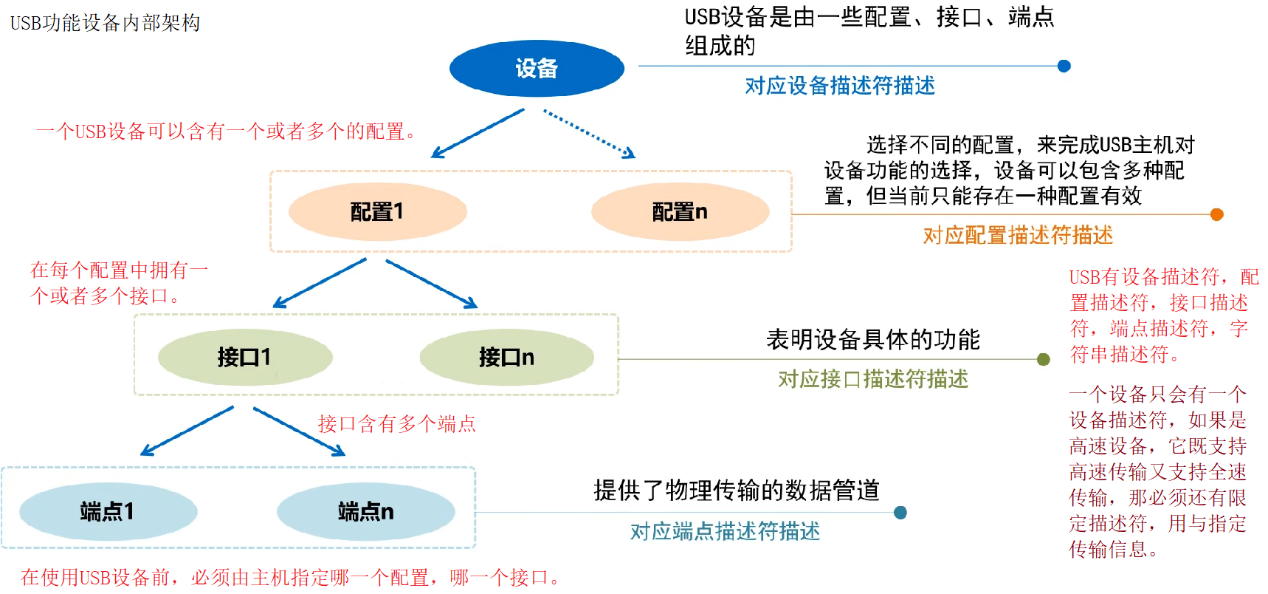 USB功能设备内部架构
USB设备是由一些配置、接口、端点
组成的
设备
对应设备描述符描述
一个USB设备可以含有一个或者多个的配置。
选择不同的配置，来完成USB主机对
设备功能的选择，设备可以包含多种配
置，但当前只能存在一种配置有效
配置1
配置n
对应配置描述符描述
在每个配置中拥有一
个或者多个接口。
USB有设备描述符，配
置描述符，接口描述
符，端点描述符，字
符串描述符。
表明设备具体的功能
接口1
接口n
对应接口描述符描述
一个设备只会有一个
设备描述符，如果是
高速设备，它既支持
高速传输又支持全速
传输，那必须还有限
定描述符，用与指定
传输信息。
接口含有多个端点
提供了物理传输的数据管道
端点1
端点n
对应端点描述符描述
在使用USB设备前，必须由主机指定哪一个配置，哪一个接口。